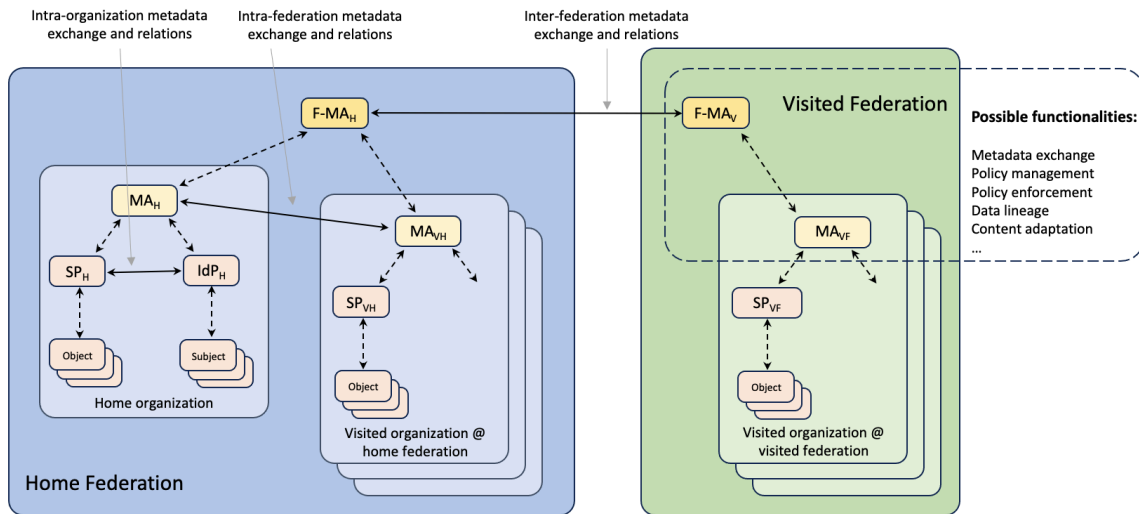 Intra-organization metadata
exchange and relations
Intra-federation metadata
exchange and relations
Inter-federation metadata
exchange and relations
Visited Federation
F-MAH
F-MAV
Possible functionalities:
Metadata exchange
Policy management
Policy enforcement
Data lineage
Content adaptation
...
MAH
MAVH
MAVF
SPH
IdPH
SPVH
SPVF
Object
Subject
Object
Object
Home organization
Visited organization @
home federation
Visited organization @
visited federation
Home Federation